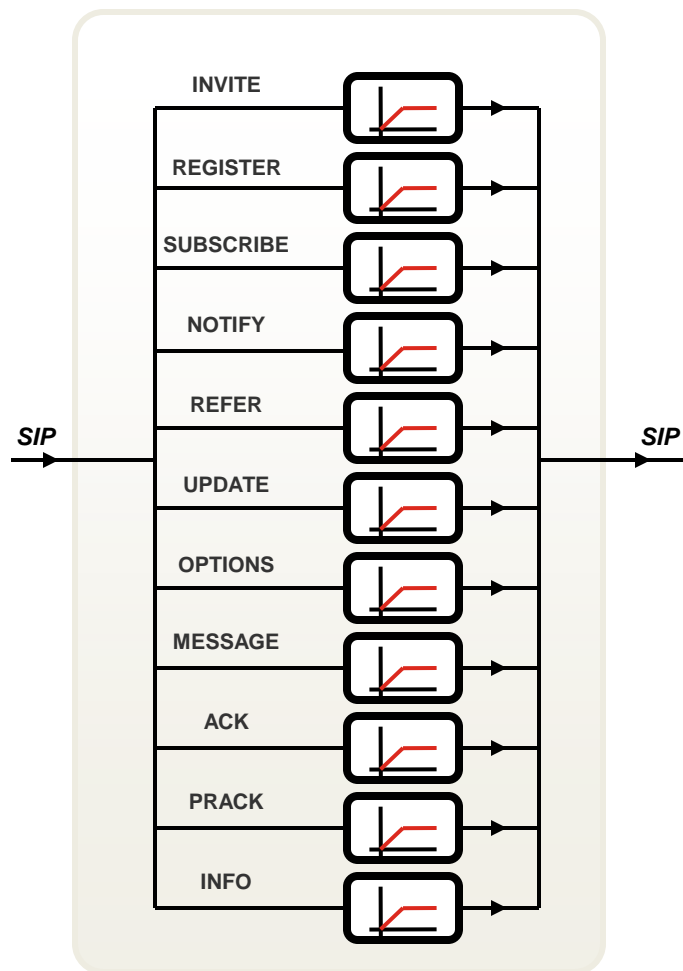 INVITE
REGISTER
SUBSCRIBE
NOTIFY
REFER
SIP
SIP
UPDATE
OPTIONS
MESSAGE
ACK
PRACK
INFO